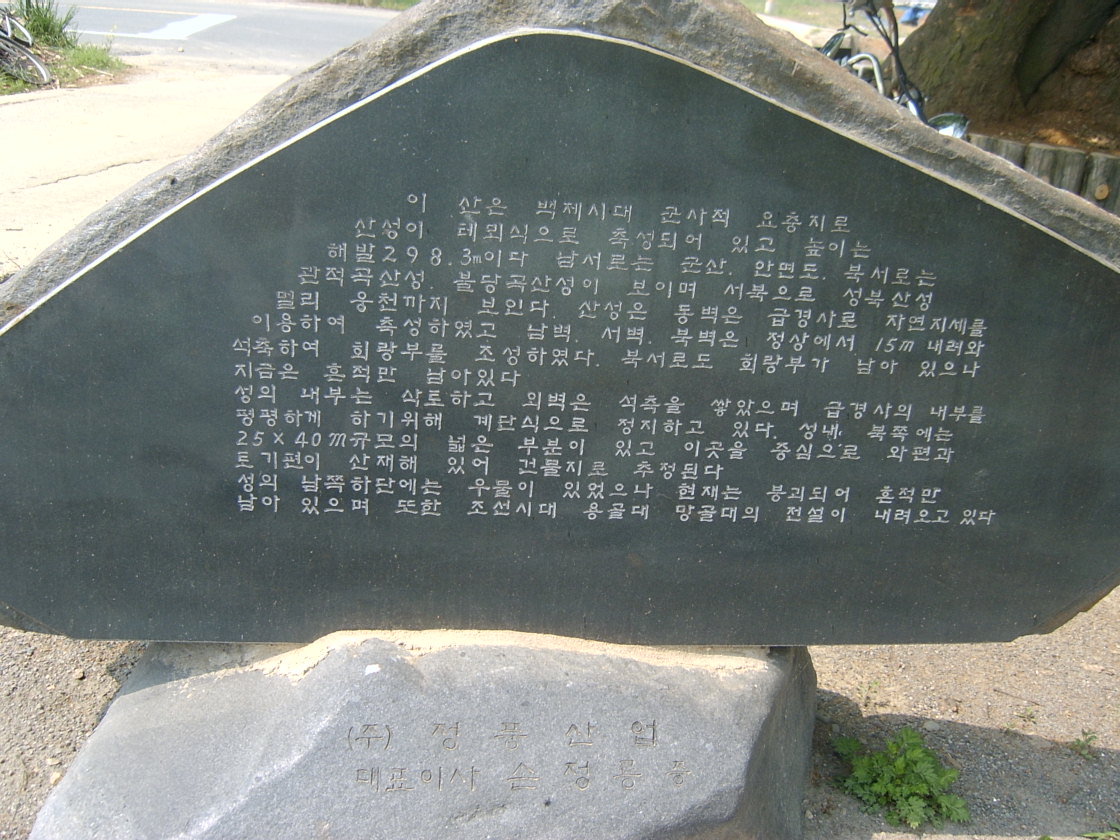 이 산은 백제시대 군사적 요충지로
산성이 테뫼식으로 축성되어 있고 높이는
해발298.3m이다 남서로는 군산, 안면도, 북서로는
관적곡산성, 불당곡산성이 보이며 서북으로 성북산성
멀리 웅천까지 보인다. 산성은 동벽은 급경사로 자연지세를
이용하여 축성하였고 남벽, 서벽, 북벽은 정상에서 15m 내려와
석축하여 회랑부를 조성하였다. 북서로도 회랑부가 남아 있으나
지금은 흔적만 남아있다
성의 내부는 삭토하고 외벽은 석축을 쌓았으며 급경사의 내부를
평평하게 하기위해 계단식으로 정지하고 있다. 성내 북쪽에는
25×40m규모의 넓은 부분이 있고 이곳을 중심으로 와편과
토기편이 산재해 있어 건물지로 추정된다
성의 남쪽하단에는 우물이 있었으나 현재는 붕괴되어 흔적만
남아 있으며 또한 조선시대 용골대 망골대의 전설이 내려오고 있다
(주) 정풍산업
대표이사 손정릉 증